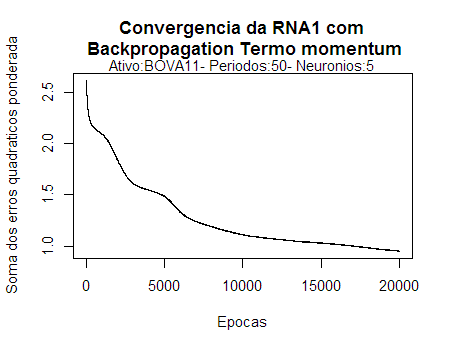 Convergencia da RNA1 com
Backpropagation Termo momentum
Ativo:BOVA11- Periodos:50- Neuronios:5
Soma dos erros quadraticos ponderada
2.5
2.0
1.5
1.0
0 5000 10000 15000 20000
Epocas